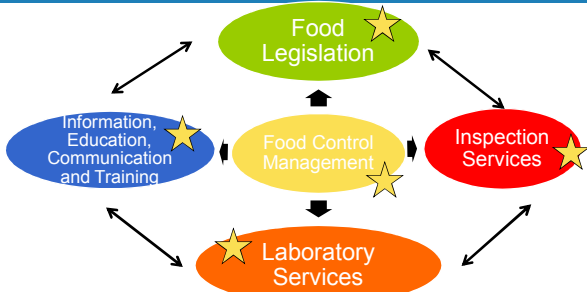 Food
Legislation
Information,
Education,
Communication
and Training
Food Control
Management
Inspection
Services
Laboratory
Services